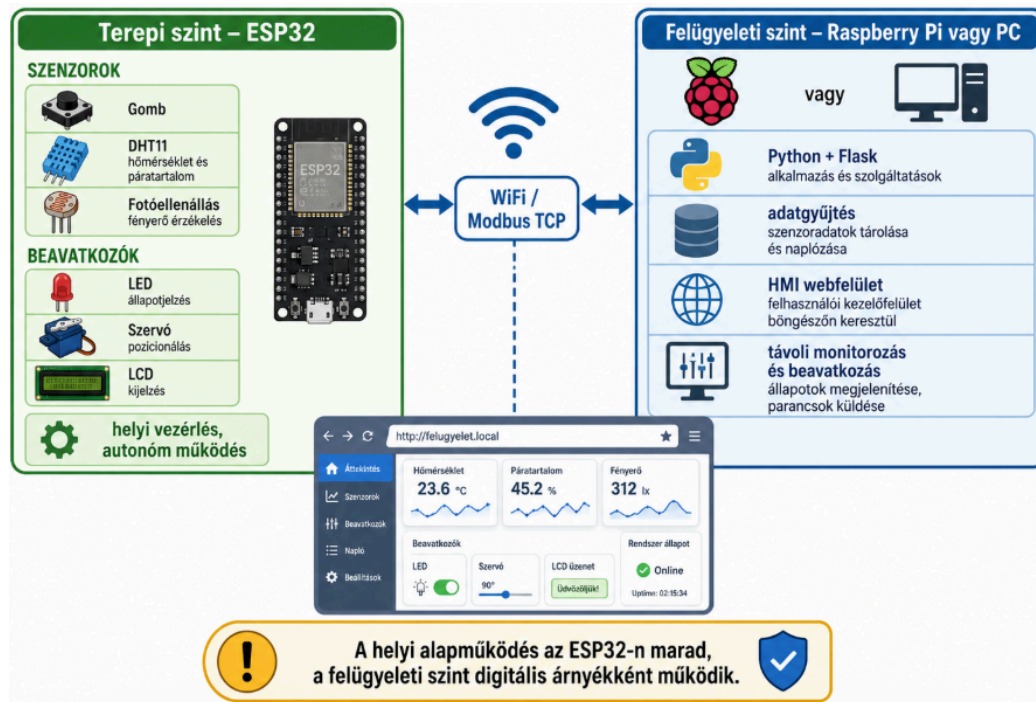 Terepi szint – ESP32
SZENZOROK
Gomb
DHT11
hőmérséklet és
páratartalom
Fotóellenállás
fényerő érzékelés
BEAVATKOZÓK
LED
állapotjelzés
Szervó
pozicionálás
LCD
kijelzés
helyi vezérlés,
autonóm működés
ESP32
WiFi /
Modbus TCP
Felügyeleti szint – Raspberry Pi vagy PC
vagy
Python + Flask
alkalmazás és szolgáltatások
adatgyűjtés
szenzoradatok tárolása
és naplózása
HMI webfelület
felhasználói kezelőfelület
böngészőn keresztül
távoli monitorozás
és beavatkozás
állapotok megjelenítése,
parancsok küldése
http://felugyelet.local
Áttekintés
Szenzorok
Beavatkozók
Napló
Beállítások
Hőmérséklet
23.6 °C
Páratartalom
45.2 %
Fényerő
312 lx
Beavatkozók
LED
Szervó
90°
LCD üzenet
Üdvözöljük!
Rendszer állapot
Online
Uptime: 02:15:34
A helyi alapműködés az ESP32-n marad,
a felügyeleti szint digitális árnyékként működik.